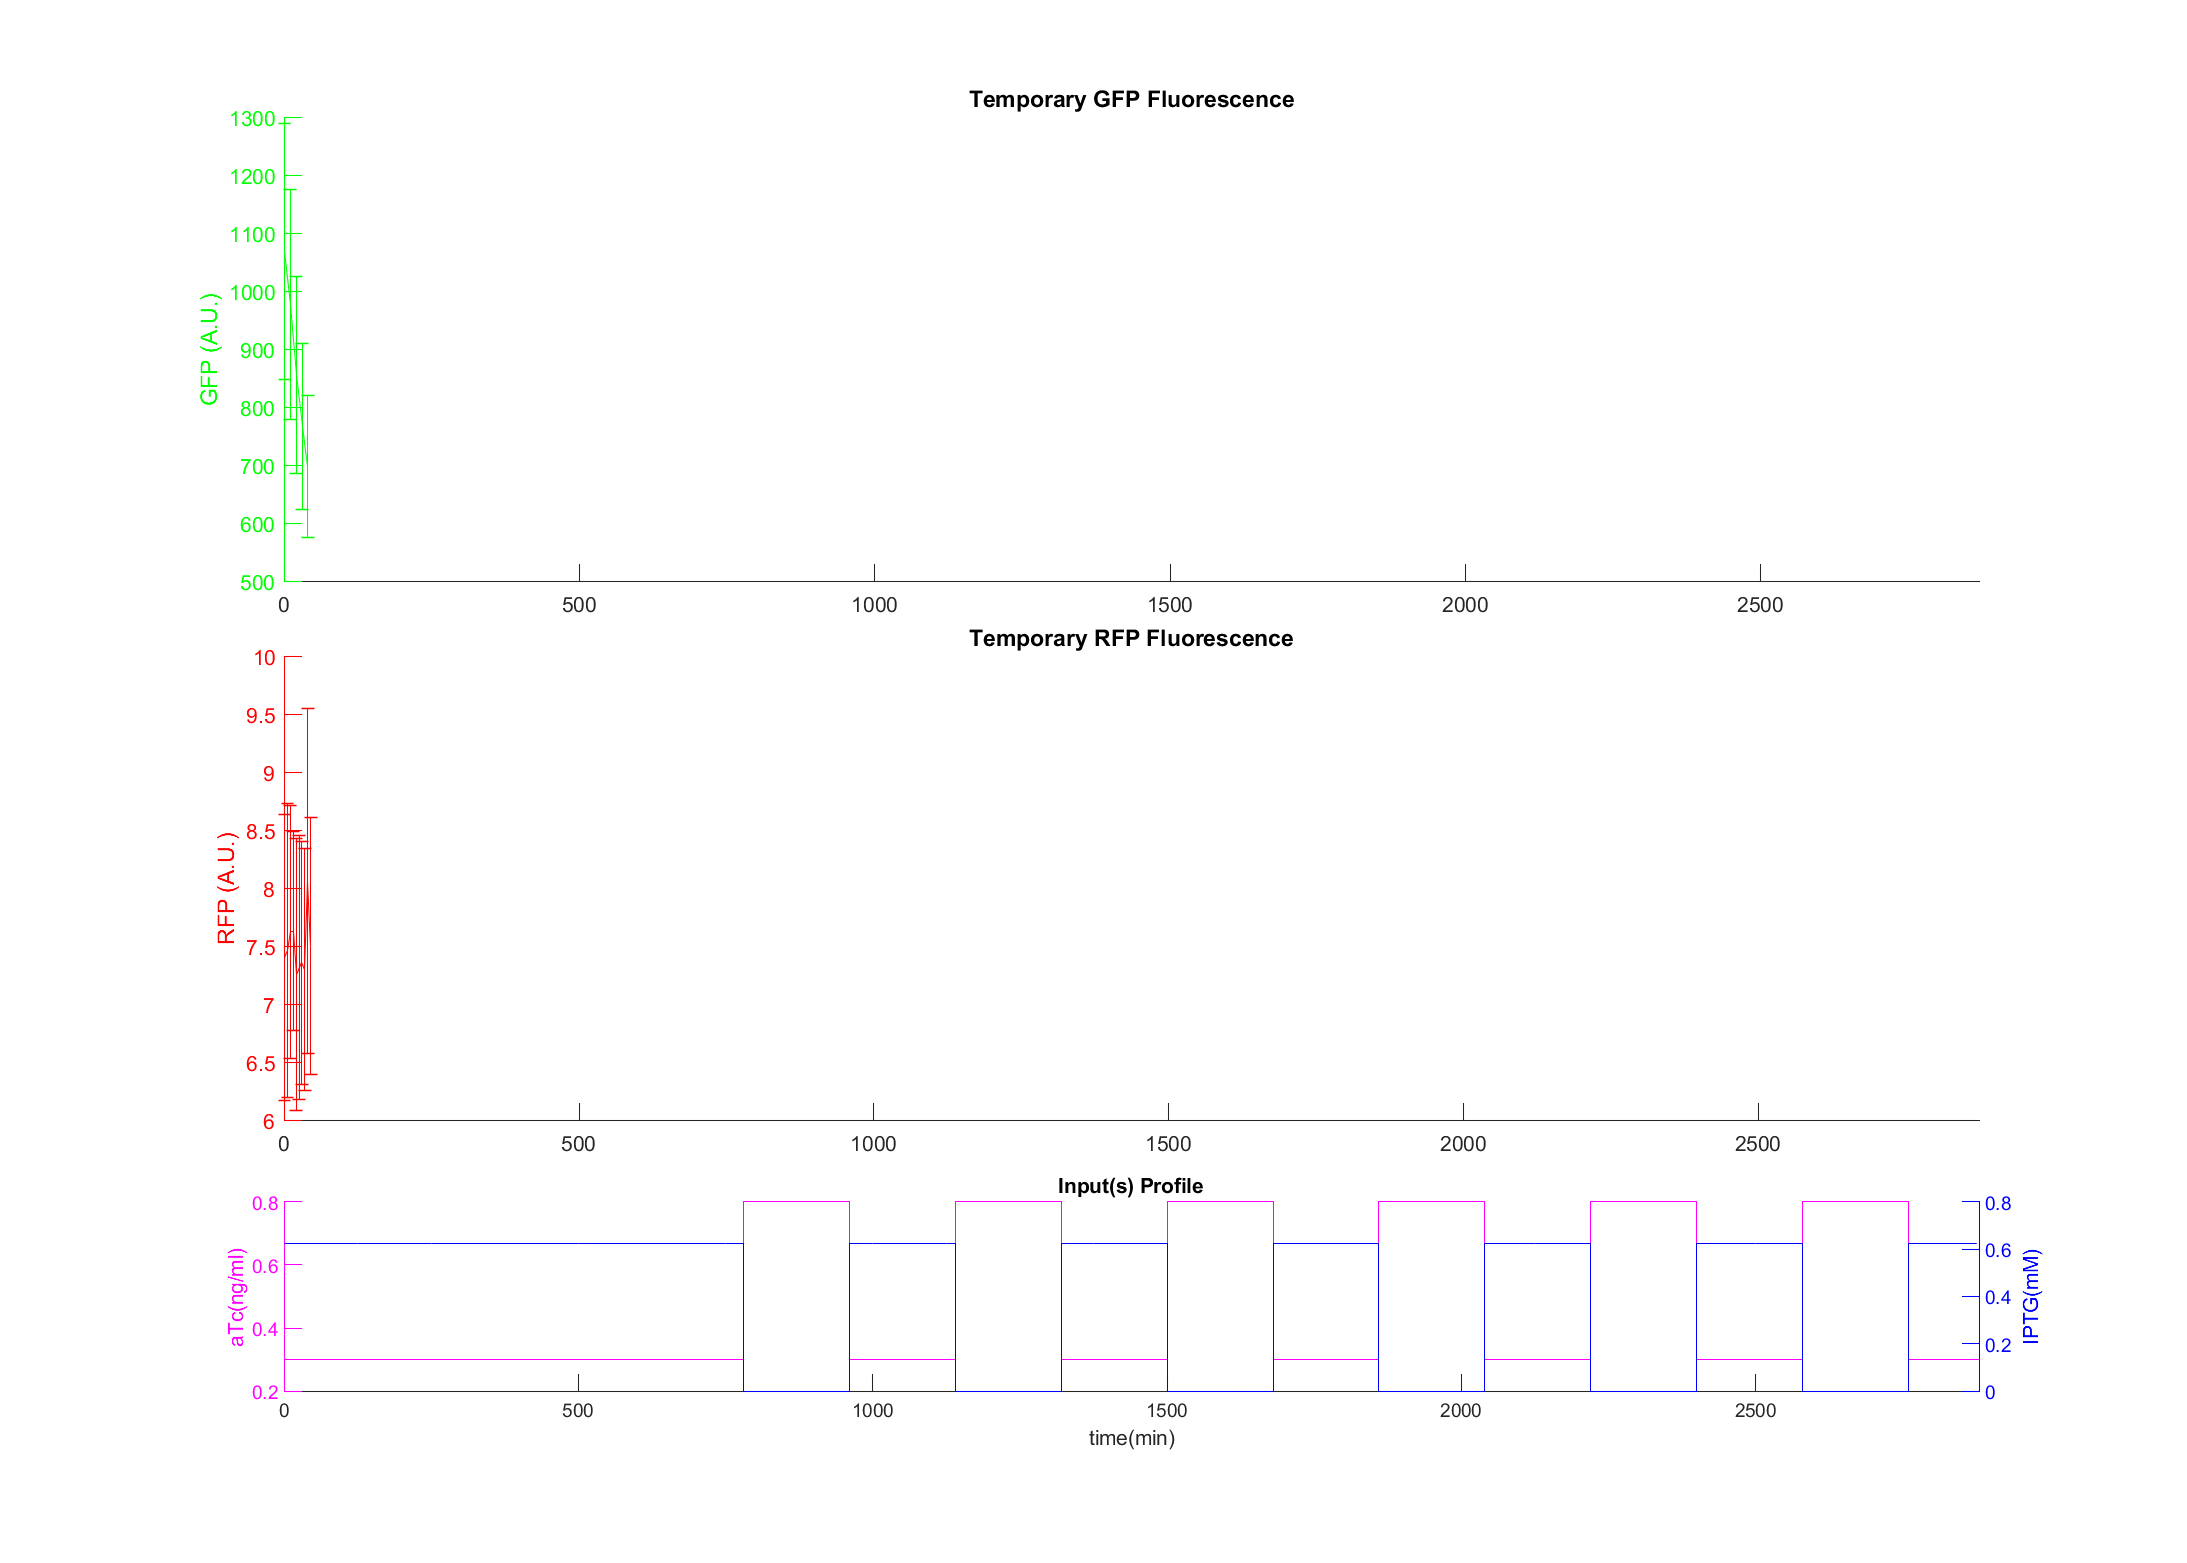 Temporary GFP Fluorescence
1300
1200
1100
1000
900
800
700
600
500
GFP (A.U.)
0 500 1000 1500 2000 2500
Temporary RFP Fluorescence
10
9.5
9
8.5
8
7.5
7
6.5
6
RFP (A.U.)
0 500 1000 1500 2000 2500
Input(s) Profile
0.8
0.6
0.4
0.2
aTc(ng/ml)
0.8
0.6
0.4
0.2
0
IPTG(mM)
0 500 1000 1500 2000 2500
time(min)